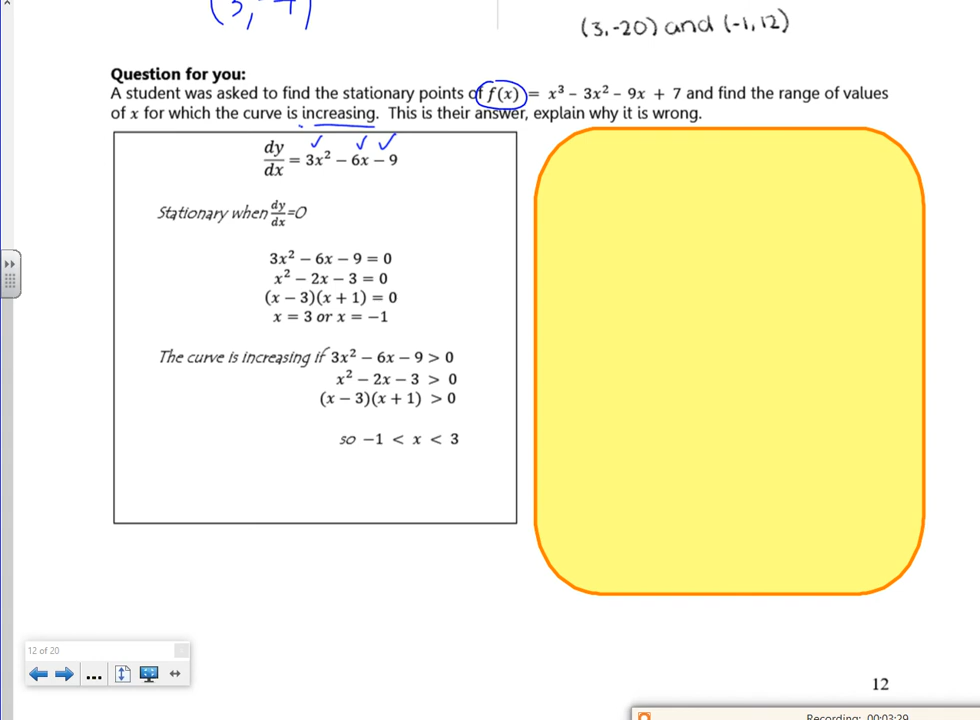 (3, -20) and (-1, 12)
Question for you:
A student was asked to find the stationary points of f(x) = x³ – 3x² – 9x + 7 and find the range of values
of x for which the curve is increasing. This is their answer, explain why it is wrong.
dy/dx = 3x² – 6x – 9
Stationary when dy/dx=0
3x² – 6x – 9 = 0
x² – 2x – 3 = 0
(x – 3)(x + 1) = 0
x = 3 or x = –1
The curve is increasing if 3x² – 6x – 9 > 0
x² – 2x – 3 > 0
(x – 3)(x + 1) > 0
so –1 < x < 3
12 of 20
12
Recording: 00:03:29